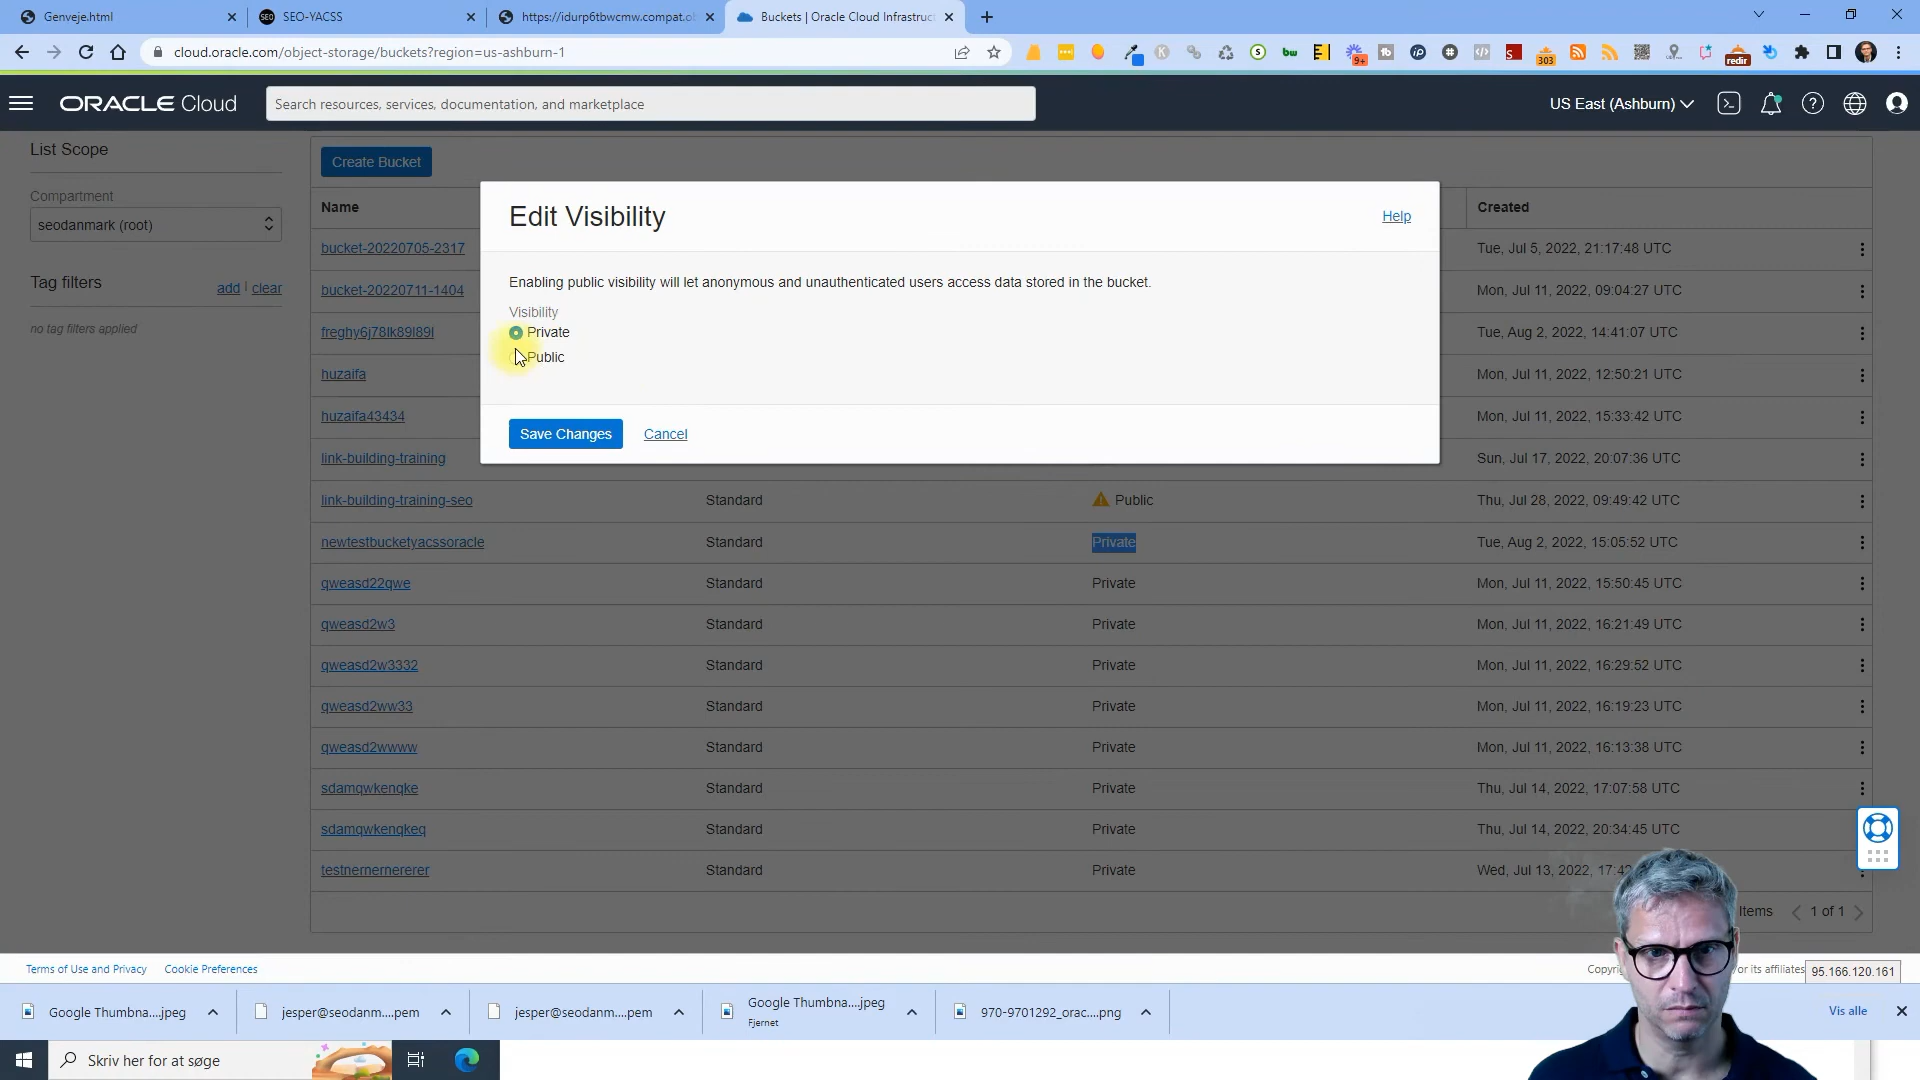 Genveje.html
SEO-YACSS
https://idurp6tbwcmw.compat.ob
Buckets | Oracle Cloud Infrastruct
cloud.oracle.com/object-storage/buckets?region=us-ashburn-1
9+
303
redir
ORACLE Cloud
Search resources, services, documentation, and marketplace
US East (Ashburn)
List Scope
Compartment
seodanmark (root)
Tag filters
add | clear
no tag filters applied
Create Bucket
Name
Created
Edit Visibility
Help
Enabling public visibility will let anonymous and unauthenticated users access data stored in the bucket.
Visibility
Private
Public
Save Changes
Cancel
bucket-20220705-2317
Tue, Jul 5, 2022, 21:17:48 UTC
bucket-20220711-1404
Mon, Jul 11, 2022, 09:04:27 UTC
freghy6j78lk89l89l
Tue, Aug 2, 2022, 14:41:07 UTC
huzaifa
Mon, Jul 11, 2022, 12:50:21 UTC
huzaifa43434
Mon, Jul 11, 2022, 15:33:42 UTC
link-building-training
Sun, Jul 17, 2022, 20:07:36 UTC
link-building-training-seo Standard Public Thu, Jul 28, 2022, 09:49:42 UTC
newtestbucketyacssoracle Standard Private Tue, Aug 2, 2022, 15:05:52 UTC
qweasd22qwe Standard Private Mon, Jul 11, 2022, 15:50:45 UTC
qweasd2w3 Standard Private Mon, Jul 11, 2022, 16:21:49 UTC
qweasd2w3332 Standard Private Mon, Jul 11, 2022, 16:29:52 UTC
qweasd2ww33 Standard Private Mon, Jul 11, 2022, 16:19:23 UTC
qweasd2wwww Standard Private Mon, Jul 11, 2022, 16:13:38 UTC
sdamqwkenqke Standard Private Thu, Jul 14, 2022, 17:07:58 UTC
sdamqwkenqkeq Standard Private Thu, Jul 14, 2022, 20:34:45 UTC
testnernernererer Standard Private Wed, Jul 13, 2022, 17:42
Items 1 of 1
Terms of Use and Privacy
Cookie Preferences
Copyri
or its affiliates
95.166.120.161
Google Thumbna....jpeg
jesper@seodanm....pem
jesper@seodanm....pem
Google Thumbna....jpeg
Fjernet
970-9701292_orac....png
Vis alle
Skriv her for at søge